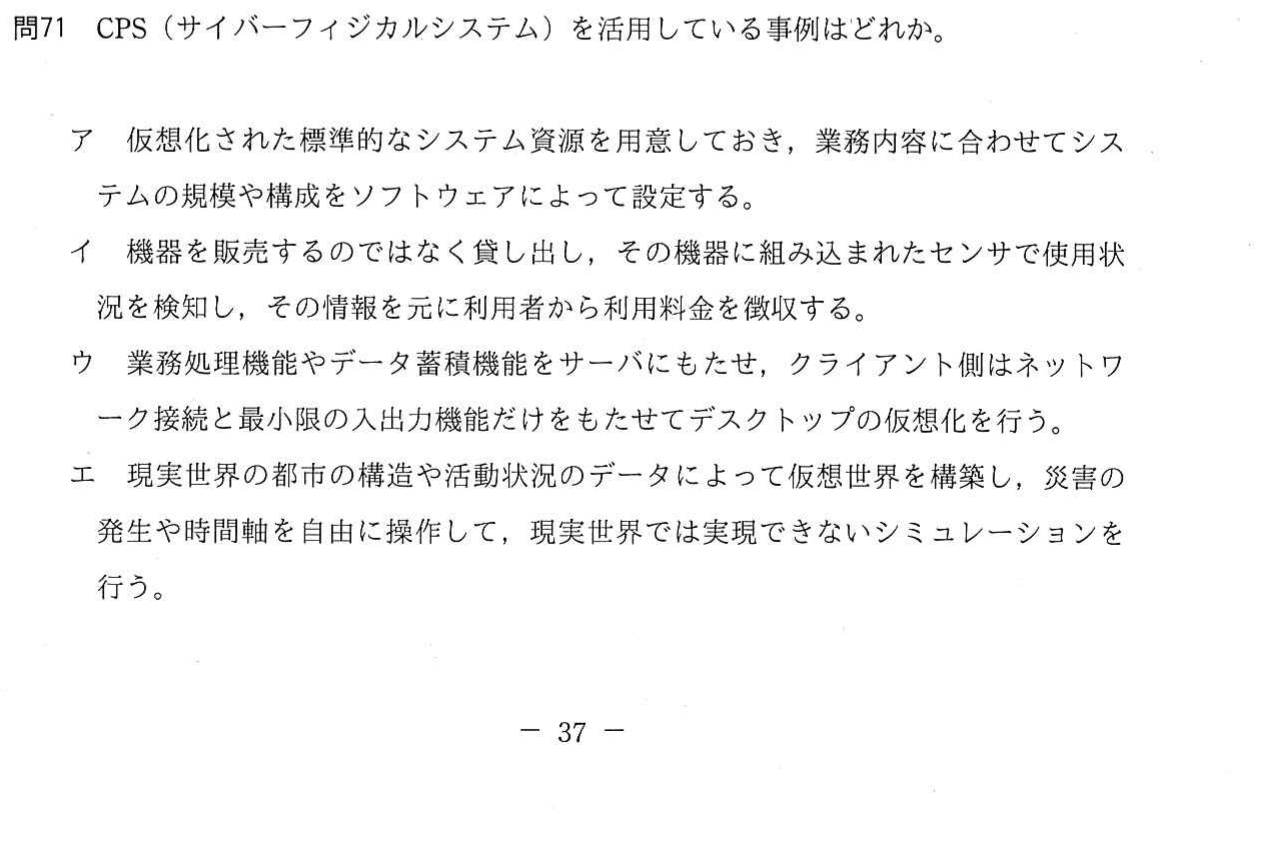 問71 CPS（サイバーフィジカルシステム）を活用している事例はどれか。
ア 仮想化された標準的なシステム資源を用意しておき，業務内容に合わせてシス
テムの規模や構成をソフトウェアによって設定する。
イ 機器を販売するのではなく貸し出し，その機器に組み込まれたセンサで使用状
況を検知し，その情報を元に利用者から利用料金を徴収する。
ウ 業務処理機能やデータ蓄積機能をサーバにもたせ，クライアント側はネットワ
ーク接続と最小限の入出力機能だけをもたせてデスクトップの仮想化を行う。
エ 現実世界の都市の構造や活動状況のデータによって仮想世界を構築し，災害の
発生や時間軸を自由に操作して，現実世界では実現できないシミュレーションを
行う。
－ 37 －